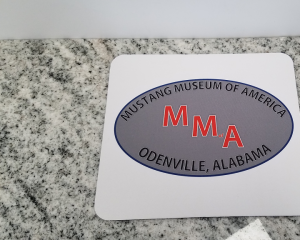 MUSTANG MUSEUM OF AMERICA
MMA
ODENVILLE, ALABAMA